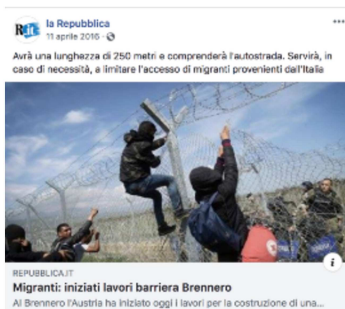 la Repubblica
11 aprile 2016
Avrà una lunghezza di 250 metri e comprenderà l'autostrada. Servirà, in
caso di necessità, a limitare l'accesso di migranti provenienti dall'Italia
REPUBBLICA.IT
Migranti: iniziati lavori barriera Brennero
Al Brennero l'Austria ha iniziato oggi i lavori per la costruzione di una...